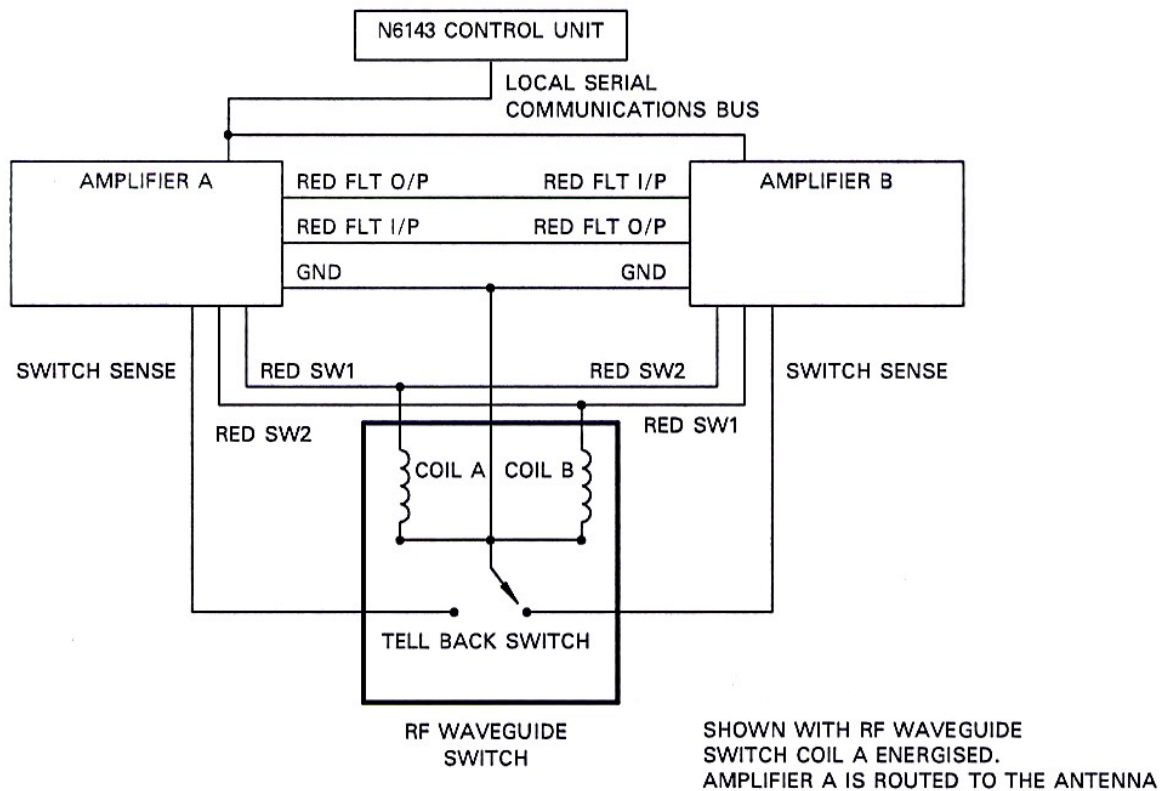 N6143 CONTROL UNIT
LOCAL SERIAL
COMMUNICATIONS BUS
AMPLIFIER A
RED FLT O/P
RED FLT I/P
AMPLIFIER B
RED FLT I/P
RED FLT O/P
GND
GND
SWITCH SENSE
RED SW1
RED SW2
SWITCH SENSE
RED SW2
RED SW1
COIL A
COIL B
TELL BACK SWITCH
RF WAVEGUIDE
SWITCH
SHOWN WITH RF WAVEGUIDE
SWITCH COIL A ENERGISED.
AMPLIFIER A IS ROUTED TO THE ANTENNA